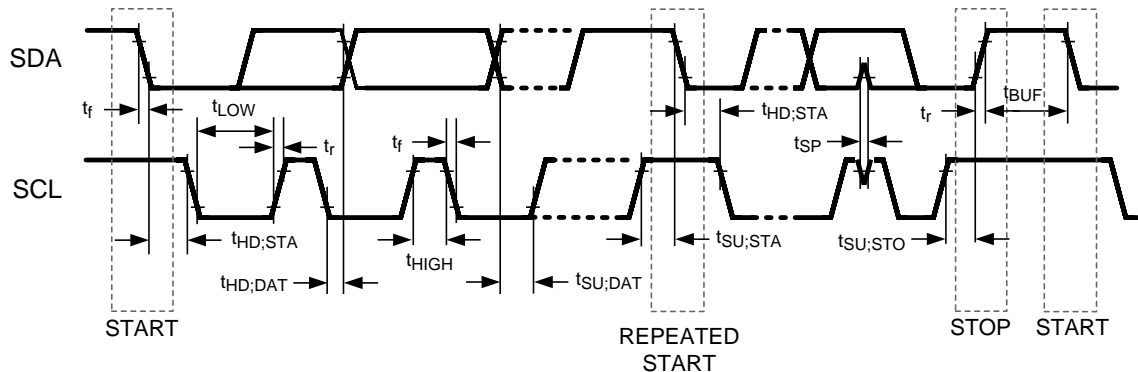 SDA
t_f
t_LOW
t_r
t_f
t_HD;STA
t_SP
t_r
t_BUF
SCL
t_HD;STA
t_HD;DAT
t_HIGH
t_SU;DAT
t_SU;STA
t_SU;STO
START
REPEATED
START
STOP
START